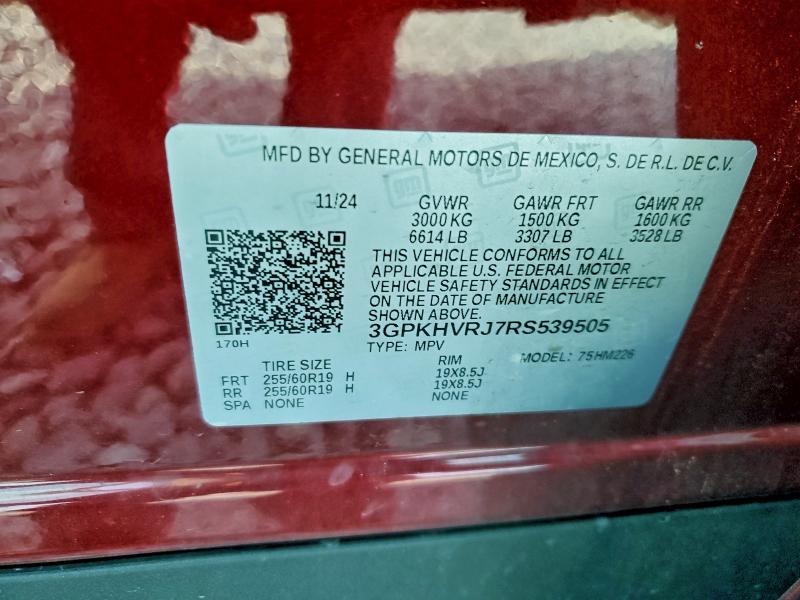 MFD BY GENERAL MOTORS DE MEXICO, S. DE R.L. DE C.V.
11/24 GVWR GAWR FRT GAWR RR
3000 KG 1500 KG 1600 KG
6614 LB 3307 LB 3528 LB
THIS VEHICLE CONFORMS TO ALL
APPLICABLE U.S. FEDERAL MOTOR
VEHICLE SAFETY STANDARDS IN EFFECT
ON THE DATE OF MANUFACTURE
SHOWN ABOVE.
3GPKHVRJ7RS539505
170H
TYPE: MPV MODEL: 75HM226
TIRE SIZE RIM
FRT 255/60R19 H 19X8.5J
RR 255/60R19 H 19X8.5J
SPA NONE NONE